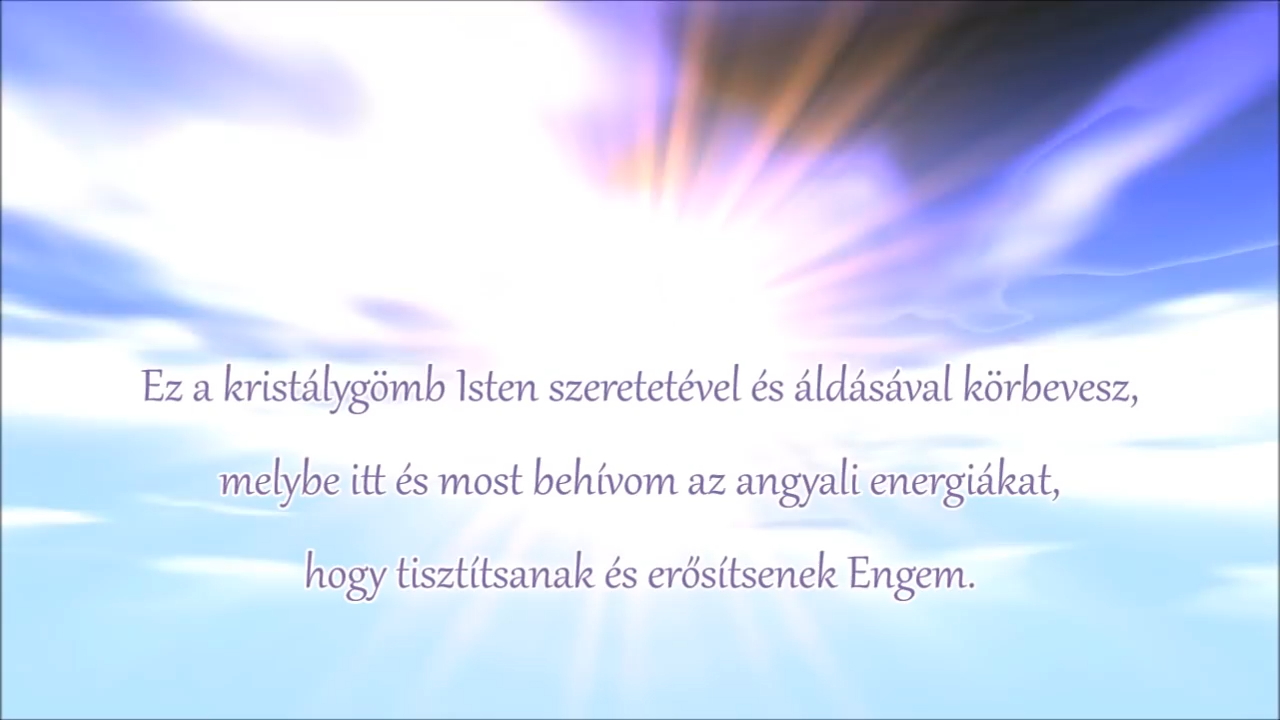 Ez a kristálygömb Isten szeretetével és áldásával körbevesz,
melybe itt és most behívom az angyali energiákat,
hogy tisztítsanak és erősítsenek Engem.